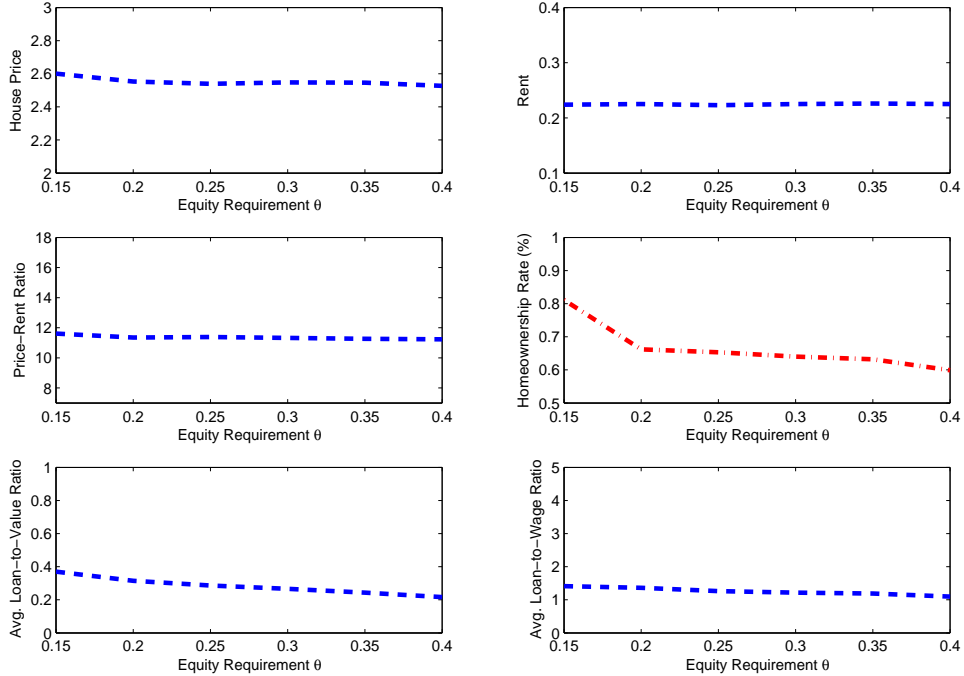 3
2.8
2.6
2.4
2.2
2
House Price
0.15 0.2 0.25 0.3 0.35 0.4
Equity Requirement θ
0.4
0.3
0.2
0.1
Rent
0.15 0.2 0.25 0.3 0.35 0.4
Equity Requirement θ
18
16
14
12
10
8
Price−Rent Ratio
0.15 0.2 0.25 0.3 0.35 0.4
Equity Requirement θ
1
0.9
0.8
0.7
0.6
0.5
Homeownership Rate (%)
0.15 0.2 0.25 0.3 0.35 0.4
Equity Requirement θ
1
0.8
0.6
0.4
0.2
0
Avg. Loan−to−Value Ratio
0.15 0.2 0.25 0.3 0.35 0.4
Equity Requirement θ
5
4
3
2
1
0
Avg. Loan−to−Wage Ratio
0.15 0.2 0.25 0.3 0.35 0.4
Equity Requirement θ